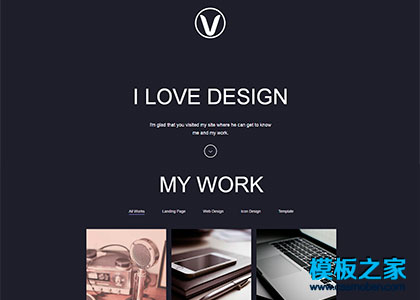 V
I LOVE DESIGN
I'm glad that you visited my site where he can get to know
me and my work.
MY WORK
All Works Landing Page Web Design Icon Design Template
模板之家
www.cssmoban.com